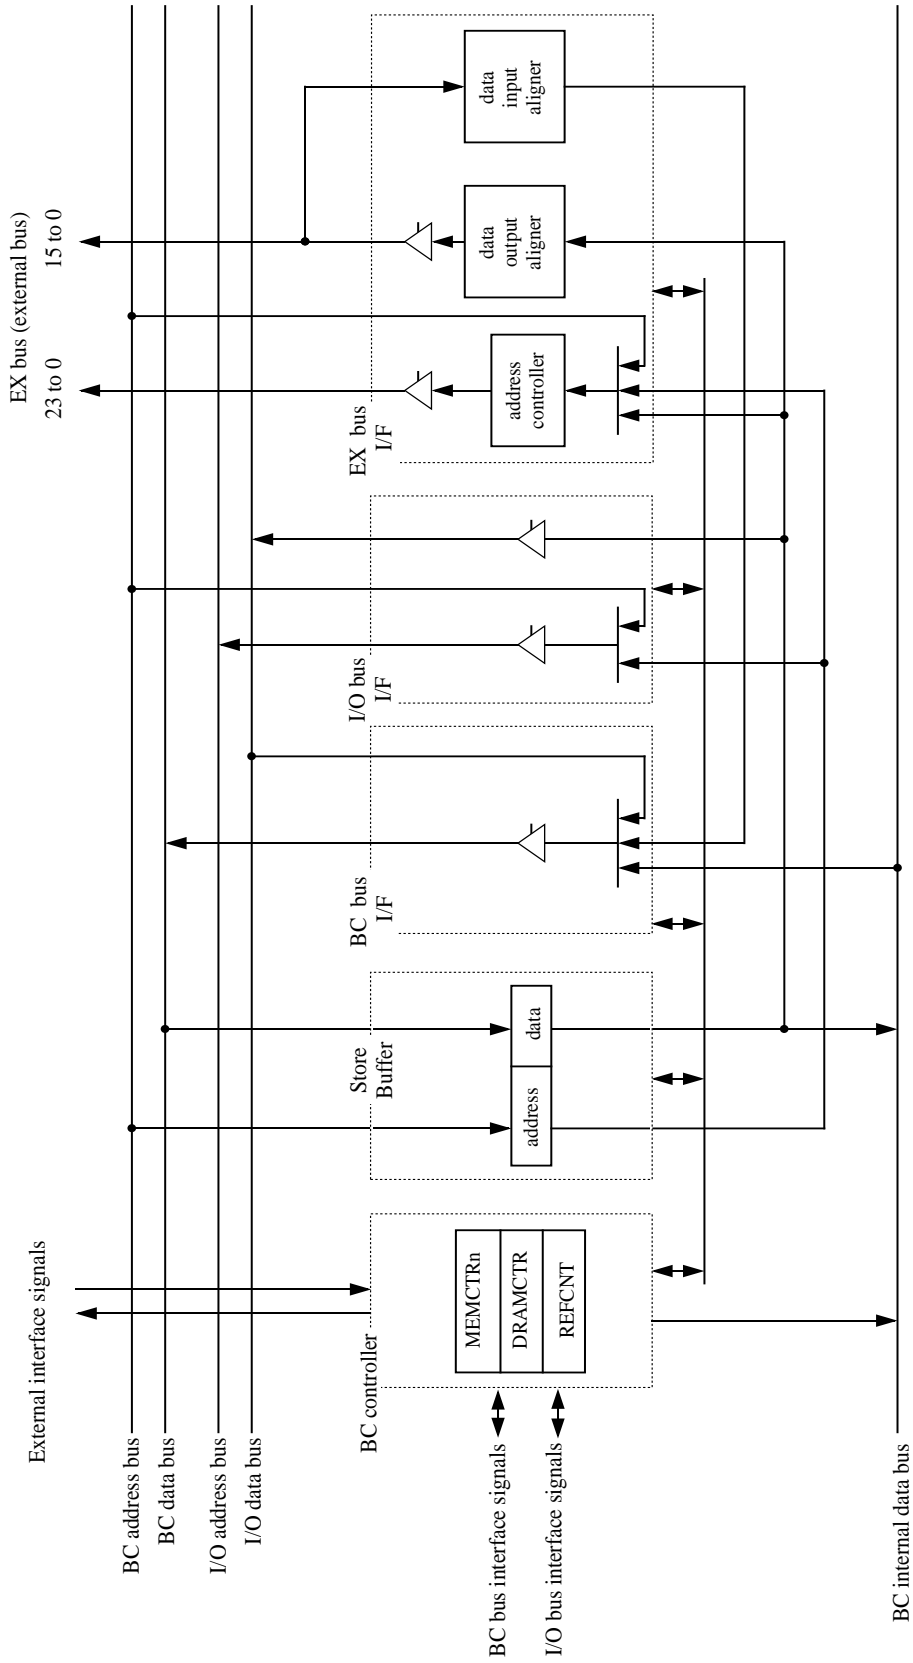 External interface signals
EX bus (external bus)
23 to 0
15 to 0
BC address bus
BC data bus
I/O address bus
I/O data bus
BC controller
MEMCTRn
DRAMCTR
REFCNT
BC bus interface signals
I/O bus interface signals
Store
Buffer
address
data
BC bus
I/F
I/O bus
I/F
EX bus
I/F
address
controller
data
output
aligner
data
input
aligner
BC internal data bus